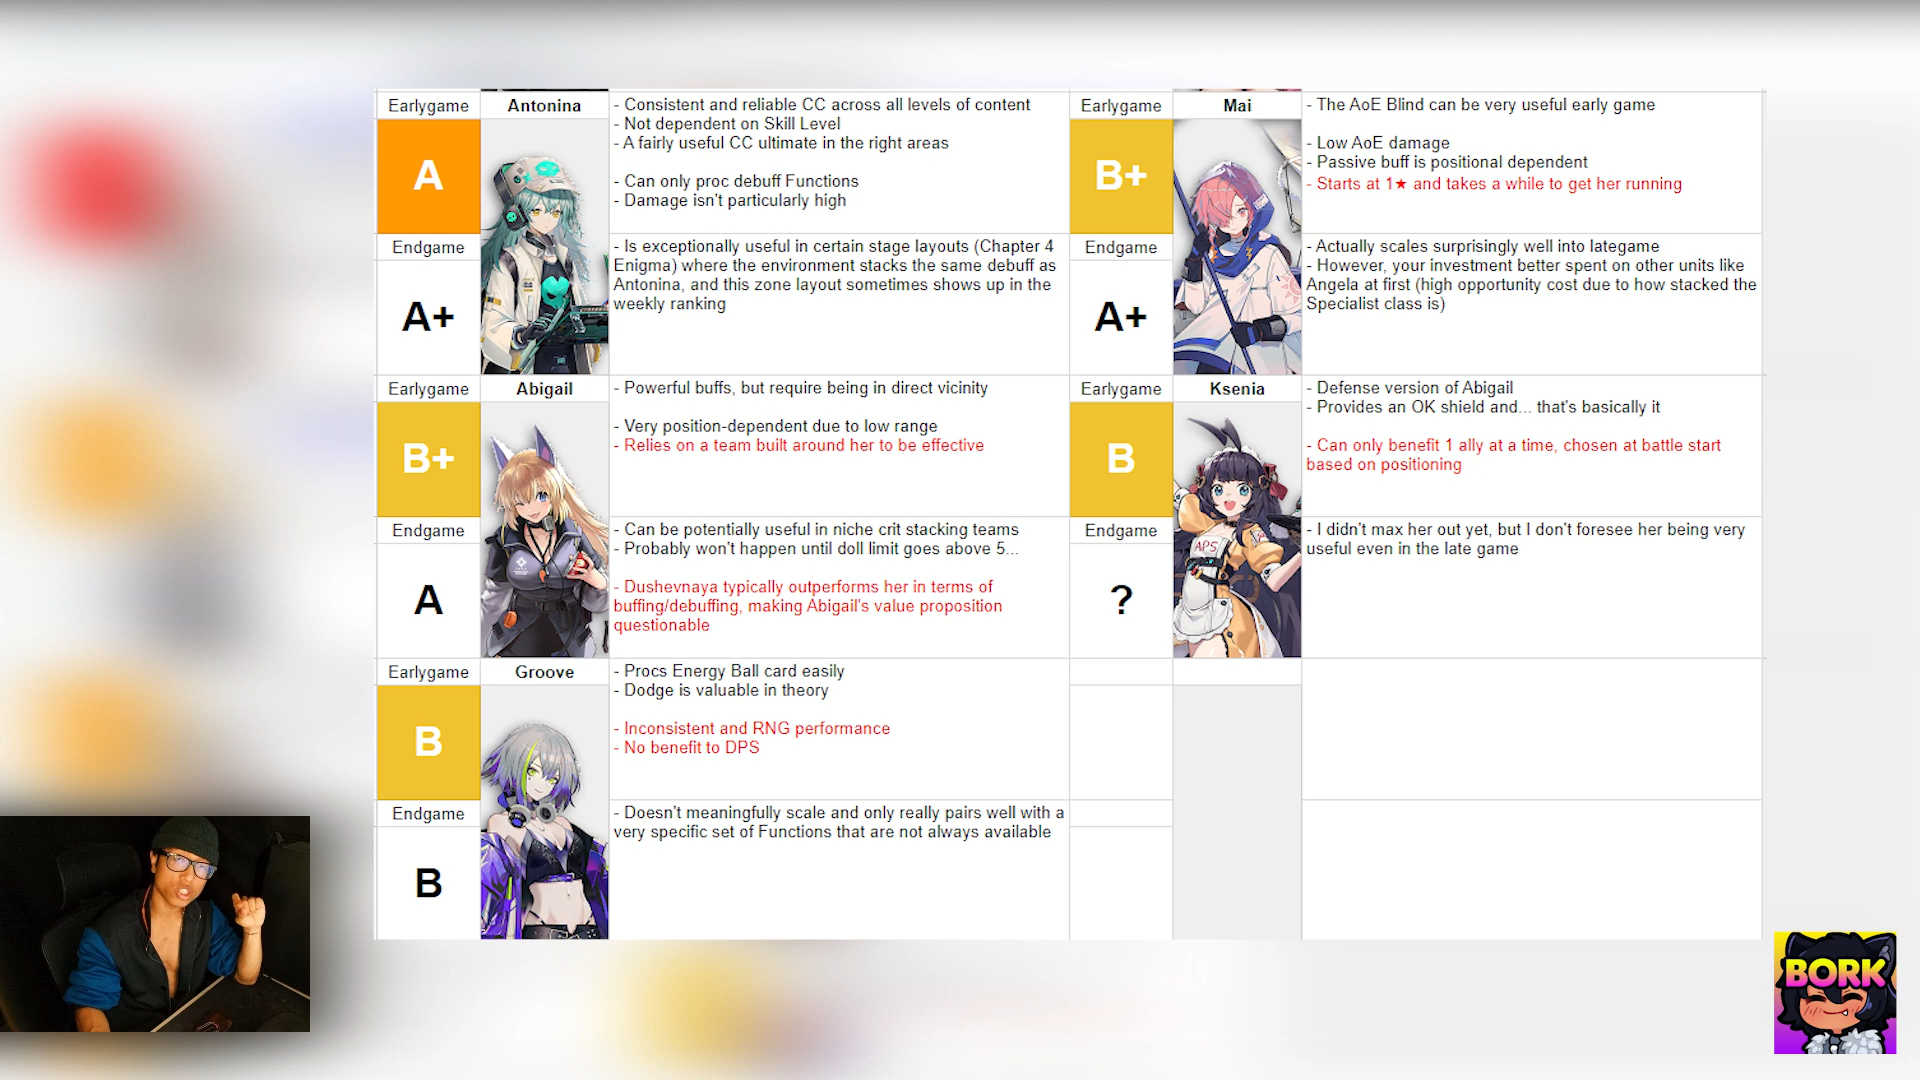 Earlygame
Antonina
- Consistent and reliable CC across all levels of content
- Not dependent on Skill Level
- A fairly useful CC ultimate in the right areas
A
- Can only proc debuff Functions
- Damage isn't particularly high
Endgame
- Is exceptionally useful in certain stage layouts (Chapter 4
Enigma) where the environment stacks the same debuff as
Antonina, and this zone layout sometimes shows up in the
weekly ranking
A+
Earlygame
Mai
- The AoE Blind can be very useful early game
B+
- Low AoE damage
- Passive buff is positional dependent
- Starts at 1★ and takes a while to get her running
Endgame
- Actually scales surprisingly well into lategame
- However, your investment better spent on other units like
Angela at first (high opportunity cost due to how stacked the
Specialist class is)
A+
Earlygame
Abigail
- Powerful buffs, but require being in direct vicinity
B+
- Very position-dependent due to low range
- Relies on a team built around her to be effective
Endgame
- Can be potentially useful in niche crit stacking teams
- Probably won't happen until doll limit goes above 5...
A
- Dushevnaya typically outperforms her in terms of
buffing/debuffing, making Abigail's value proposition
questionable
Earlygame
Ksenia
- Defense version of Abigail
- Provides an OK shield and... that's basically it
B
- Can only benefit 1 ally at a time, chosen at battle start
based on positioning
Endgame
- I didn't max her out yet, but I don't foresee her being very
useful even in the late game
APS
?
Earlygame
Groove
- Procs Energy Ball card easily
- Dodge is valuable in theory
B
- Inconsistent and RNG performance
- No benefit to DPS
Endgame
- Doesn't meaningfully scale and only really pairs well with a
very specific set of Functions that are not always available
B
BORK